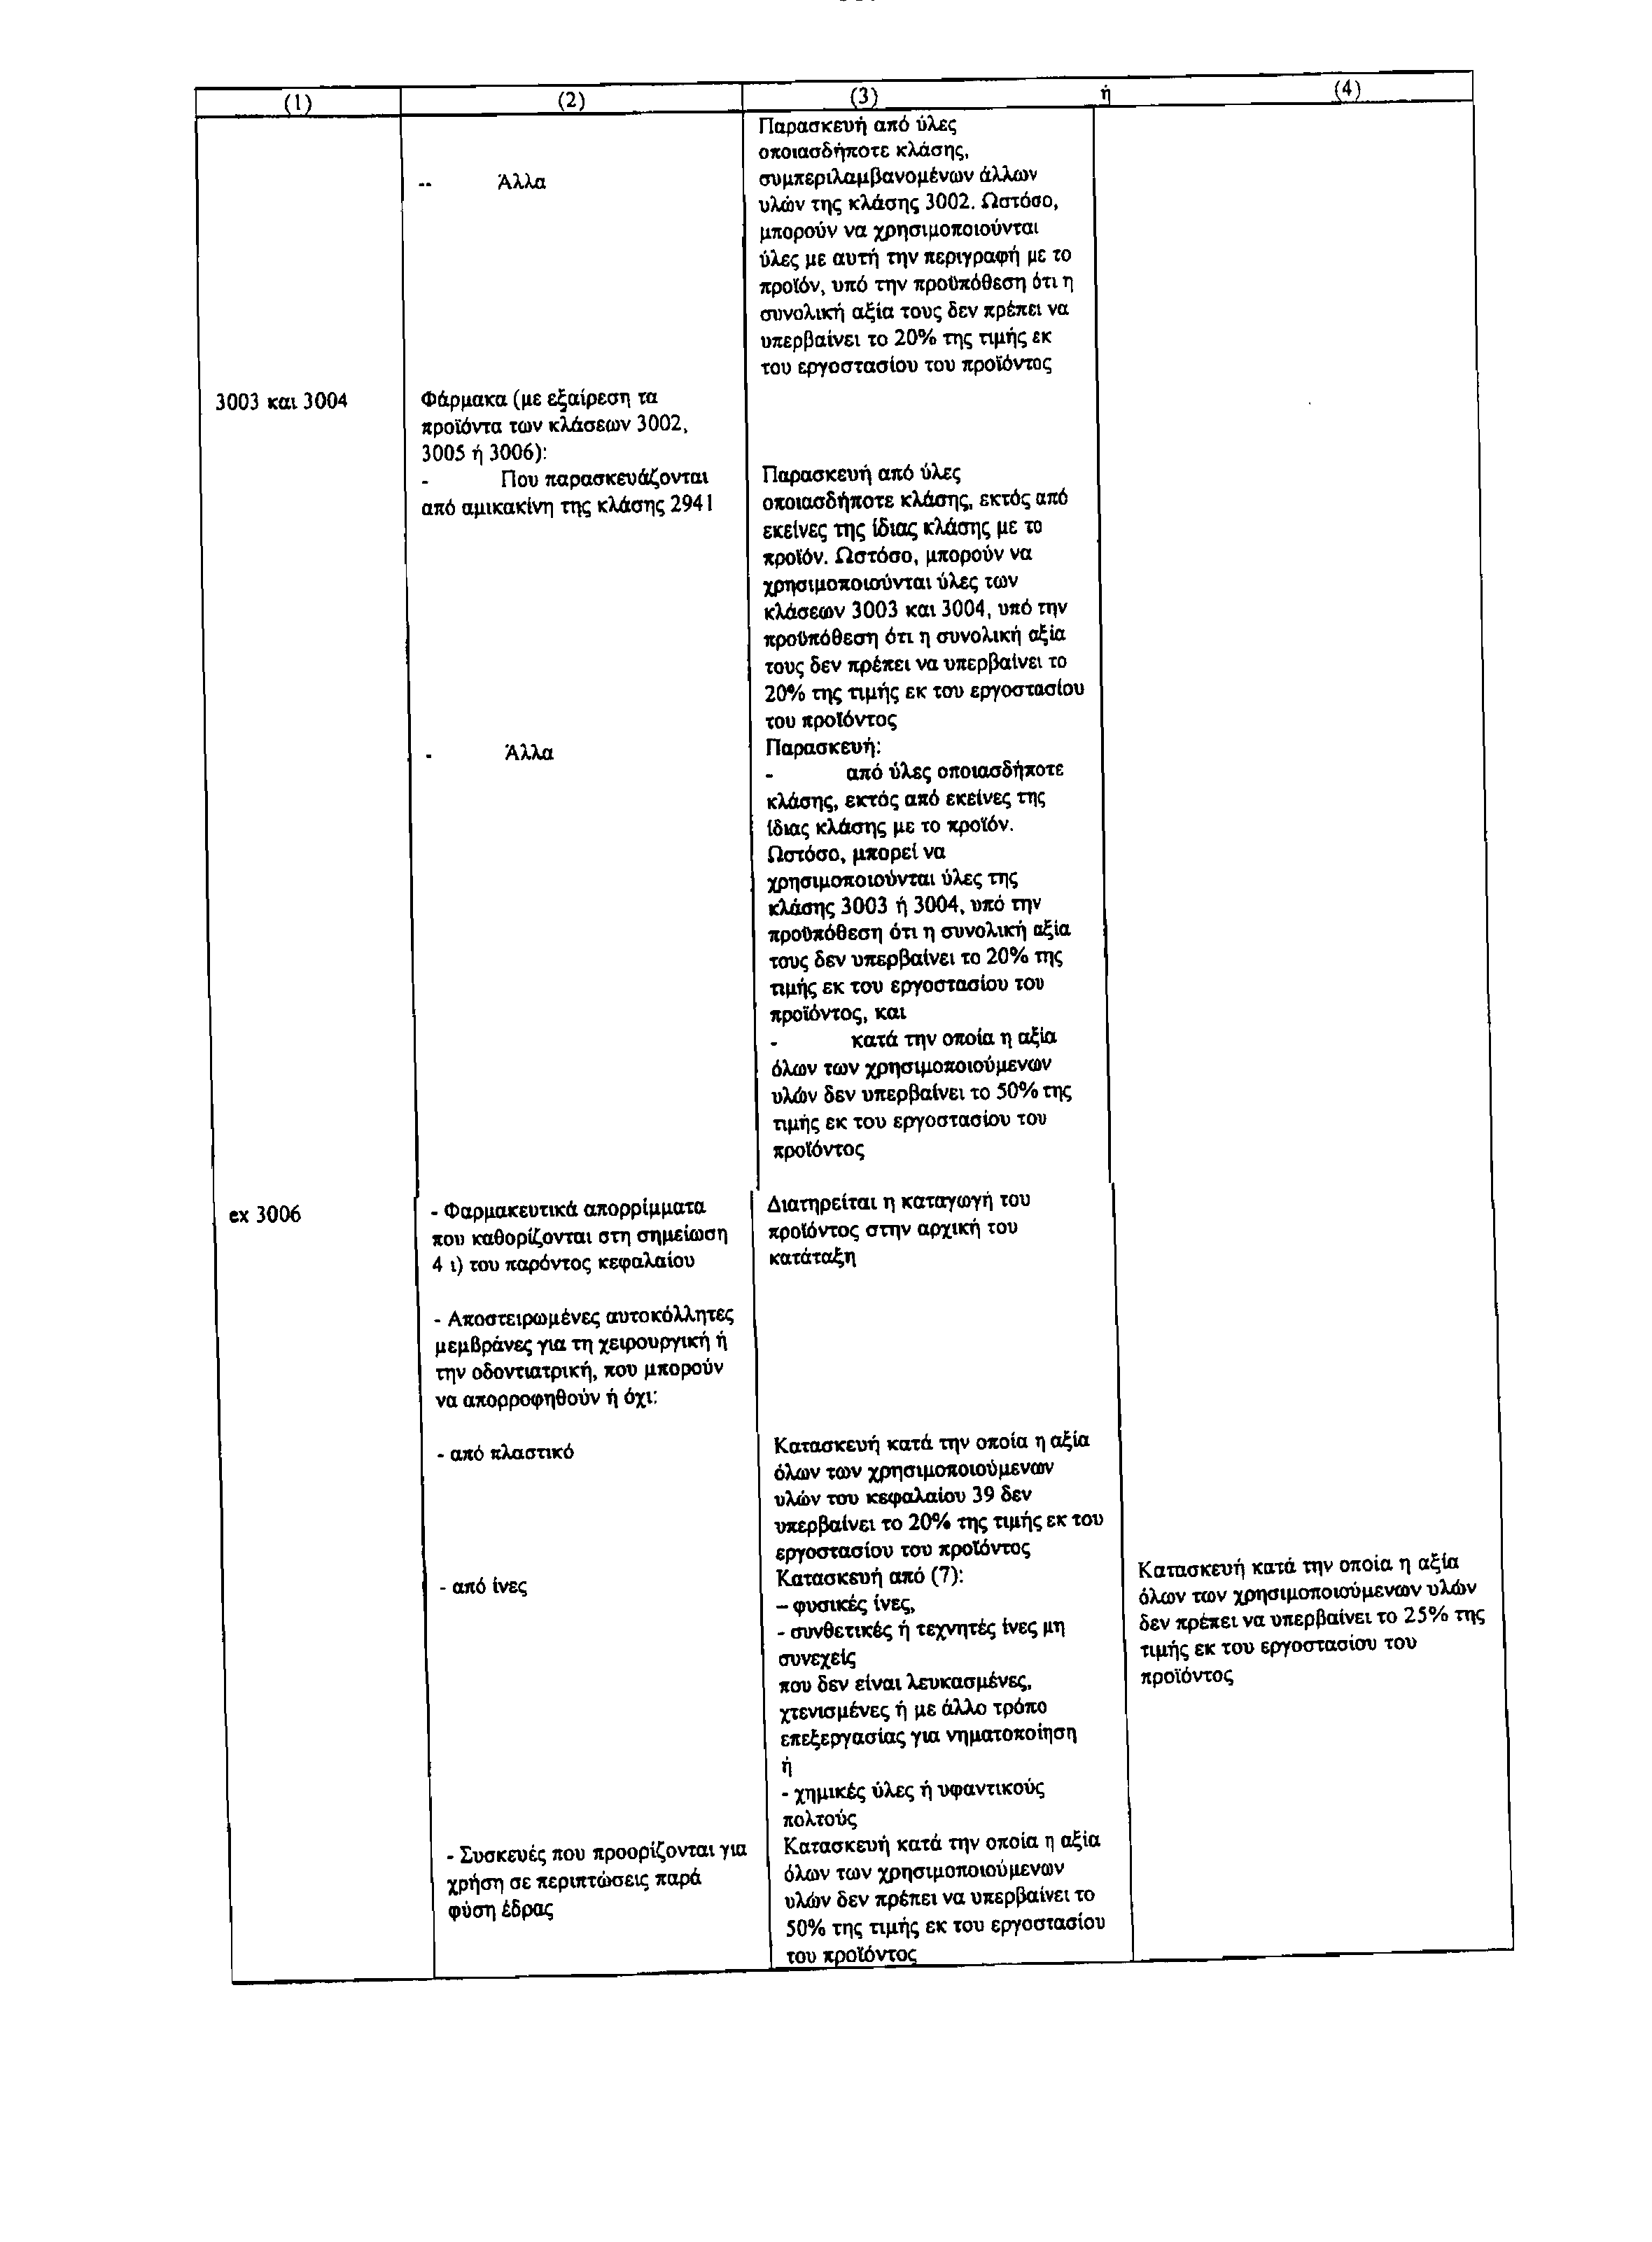 (1) (2) (3) ή (4)
-- Άλλα
Παρασκευή από ύλες
οποιασδήποτε κλάσης,
συμπεριλαμβανομένων άλλων
υλών της κλάσης 3002. Ωστόσο,
μπορούν να χρησιμοποιούνται
ύλες με αυτή την περιγραφή με το
προϊόν, υπό την προϋπόθεση ότι η
συνολική αξία τους δεν πρέπει να
υπερβαίνει το 20% της τιμής εκ
του εργοστασίου του προϊόντος
3003 και 3004
Φάρμακα (με εξαίρεση τα
προϊόντα των κλάσεων 3002,
3005 ή 3006):
- Που παρασκευάζονται
από αμικακίνη της κλάσης 2941
Παρασκευή από ύλες
οποιασδήποτε κλάσης, εκτός από
εκείνες της ίδιας κλάσης με το
προϊόν. Ωστόσο, μπορούν να
χρησιμοποιούνται ύλες των
κλάσεων 3003 και 3004, υπό την
προϋπόθεση ότι η συνολική αξία
τους δεν πρέπει να υπερβαίνει το
20% της τιμής εκ του εργοστασίου
του προϊόντος
- Άλλα
Παρασκευή:
- από ύλες οποιασδήποτε
κλάσης, εκτός από εκείνες της
ίδιας κλάσης με το προϊόν.
Ωστόσο, μπορεί να
χρησιμοποιούνται ύλες της
κλάσης 3003 ή 3004, υπό την
προϋπόθεση ότι η συνολική αξία
τους δεν υπερβαίνει το 20% της
τιμής εκ του εργοστασίου του
προϊόντος, και
- κατά την οποία η αξία
όλων των χρησιμοποιούμενων
υλών δεν υπερβαίνει το 50% της
τιμής εκ του εργοστασίου του
προϊόντος
ex 3006
- Φαρμακευτικά απορρίμματα
που καθορίζονται στη σημείωση
4 ι) του παρόντος κεφαλαίου
Διατηρείται η καταγωγή του
προϊόντος στην αρχική του
κατάταξη
- Αποστειρωμένες αυτοκόλλητες
μεμβράνες για τη χειρουργική ή
την οδοντιατρική, που μπορούν
να απορροφηθούν ή όχι:
- από πλαστικό
Κατασκευή κατά την οποία η αξία
όλων των χρησιμοποιούμενων
υλών του κεφαλαίου 39 δεν
υπερβαίνει το 20% της τιμής εκ του
εργοστασίου του προϊόντος
- από ίνες
Κατασκευή από (7):
– φυσικές ίνες,
- συνθετικές ή τεχνητές ίνες μη
συνεχείς
που δεν είναι λευκασμένες,
χτενισμένες ή με άλλο τρόπο
επεξεργασίας για νηματοποίηση
ή
- χημικές ύλες ή υφαντικούς
πολτούς
Κατασκευή κατά την οποία η αξία
όλων των χρησιμοποιούμενων υλών
δεν πρέπει να υπερβαίνει το 25% της
τιμής εκ του εργοστασίου του
προϊόντος
- Συσκευές που προορίζονται για
χρήση σε περιπτώσεις παρά
φύση έδρας
Κατασκευή κατά την οποία η αξία
όλων των χρησιμοποιούμενων
υλών δεν πρέπει να υπερβαίνει το
50% της τιμής εκ του εργοστασίου
του προϊόντος